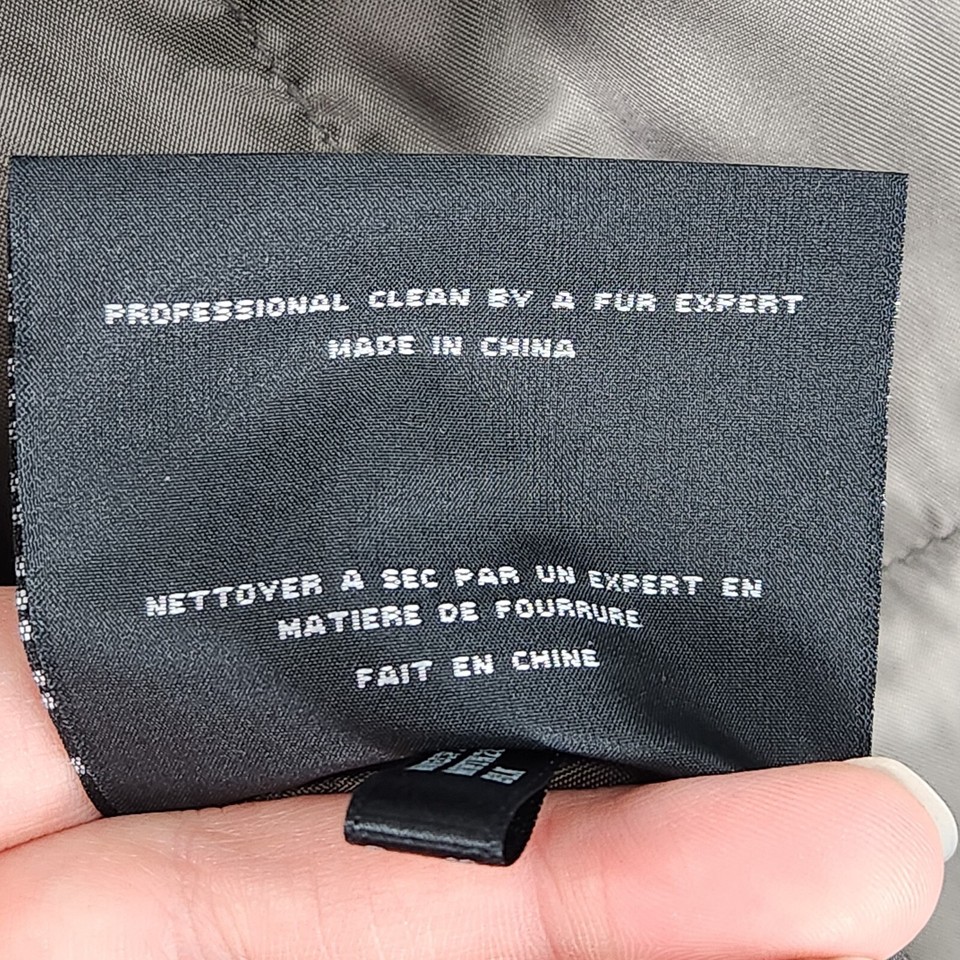 PROFESSIONAL CLEAN BY A FUR EXPERT
MADE IN CHINA
NETTOYER A SEC PAR UN EXPERT EN
MATIERE DE FOURRURE
FAIT EN CHINE